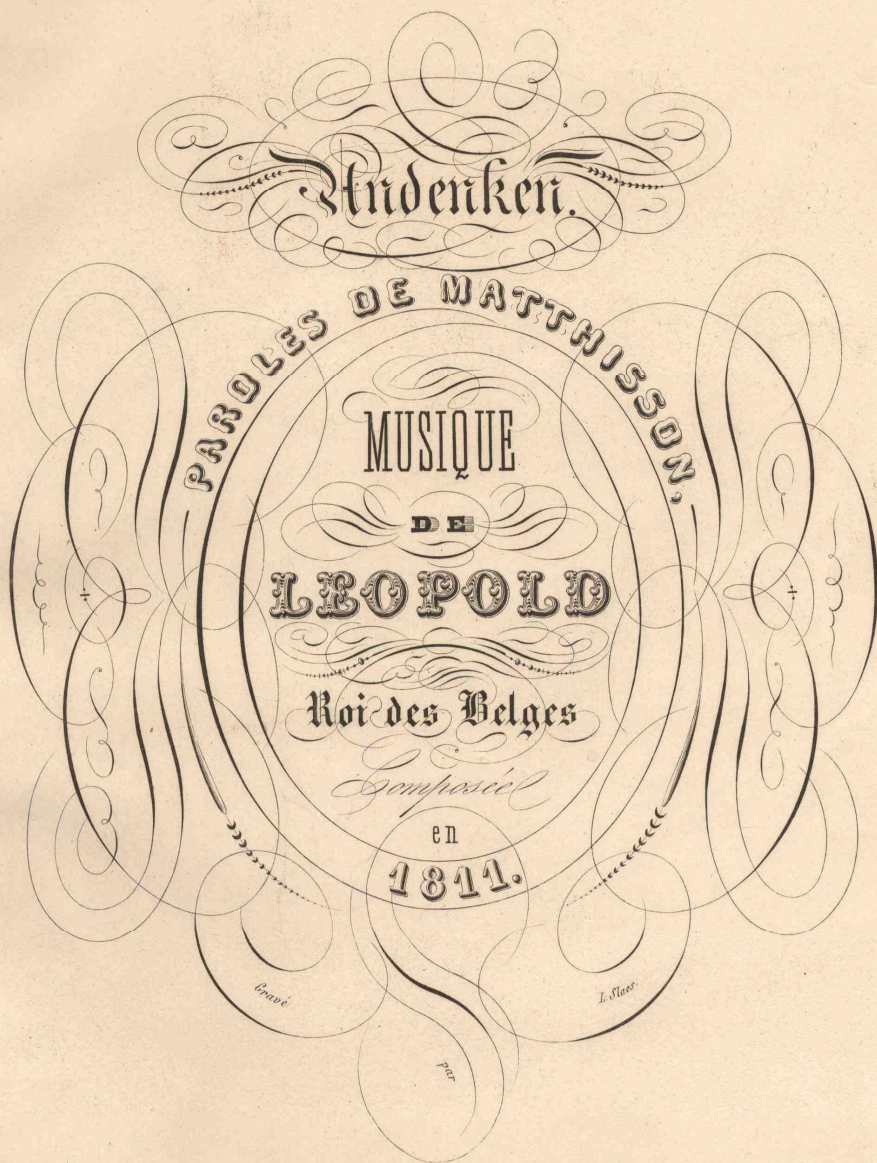 Andenken.
PAROLES DE MATTHISSON,
MUSIQUE
DE
LEOPOLD
Roi des Belges
Composée
en
1811.
Gravé
par
L. Slaes.